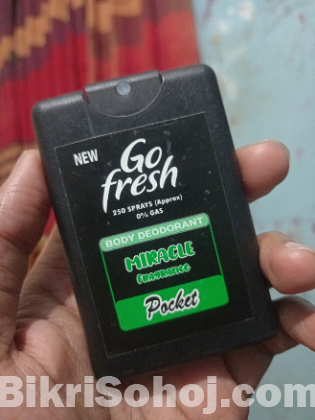 NEW
Go
fresh
250 SPRAYS (Approx)
0% GAS
BODY DEODORANT
MIRACLE
FRAGRANCE
Pocket
BikriSohoj.com